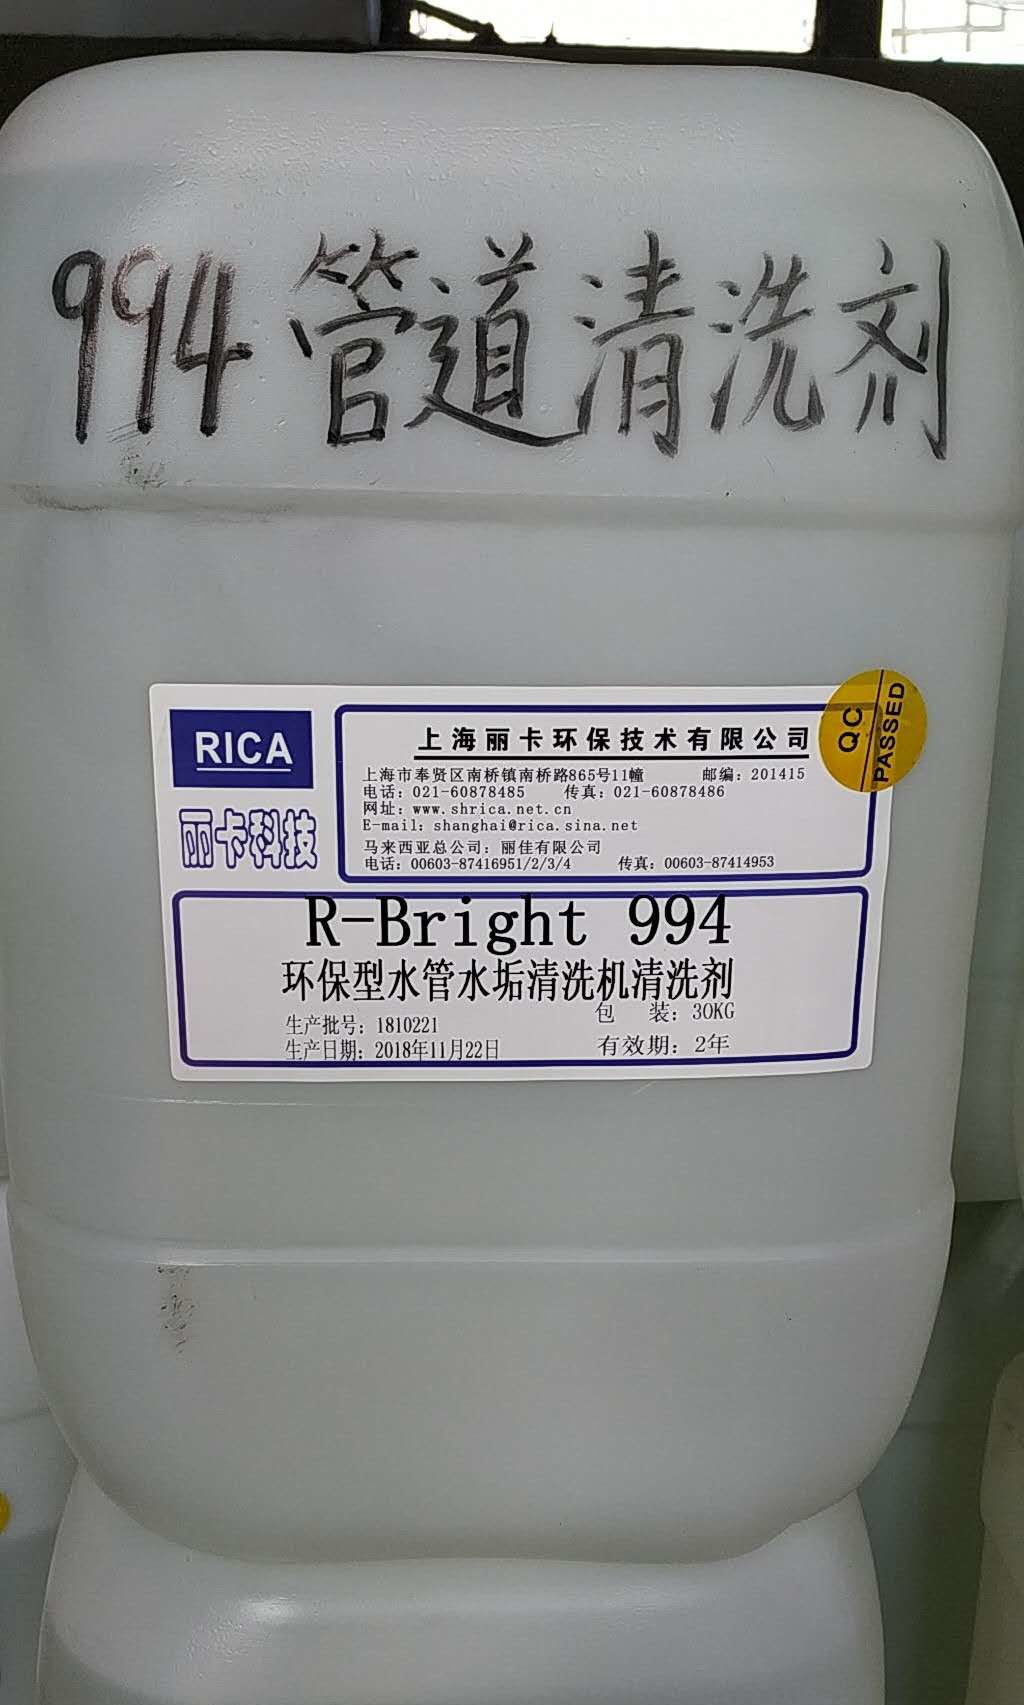 994管道清洗剂
RICA
丽卡科技
上海丽卡环保技术有限公司
上海市奉贤区南桥镇南桥路865号11幢 邮编：201415
电话：021-60878485 传真：021-60878486
网址：www.shrica.net.cn
E-mail：shanghai@rica.sina.net
马来西亚总公司：丽佳有限公司
电话：00603-87416951/2/3/4 传真：00603-87414953
QC
PASSED
R-Bright 994
环保型水管水垢清洗机清洗剂
包 装：30KG
生产批号：1810221
生产日期：2018年11月22日 有效期：2年